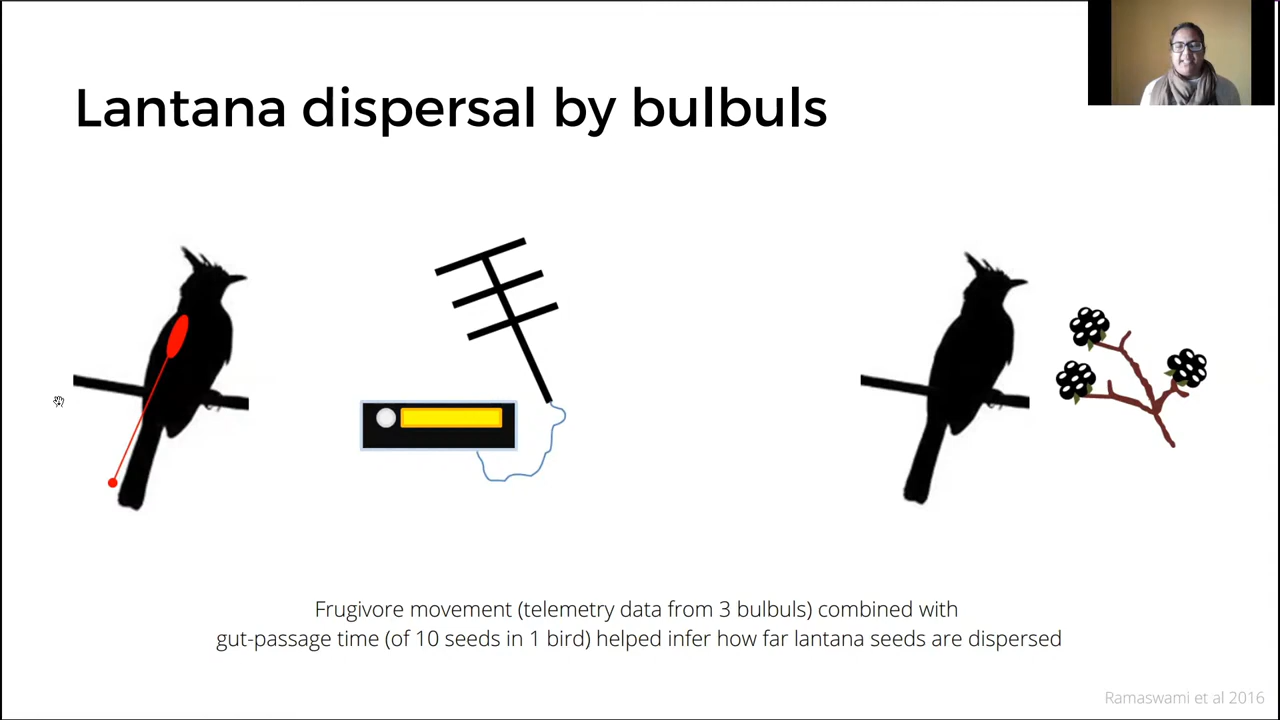 Lantana dispersal by bulbuls
Frugivore movement (telemetry data from 3 bulbuls) combined with
gut-passage time (of 10 seeds in 1 bird) helped infer how far lantana seeds are dispersed
Ramaswami et al 2016